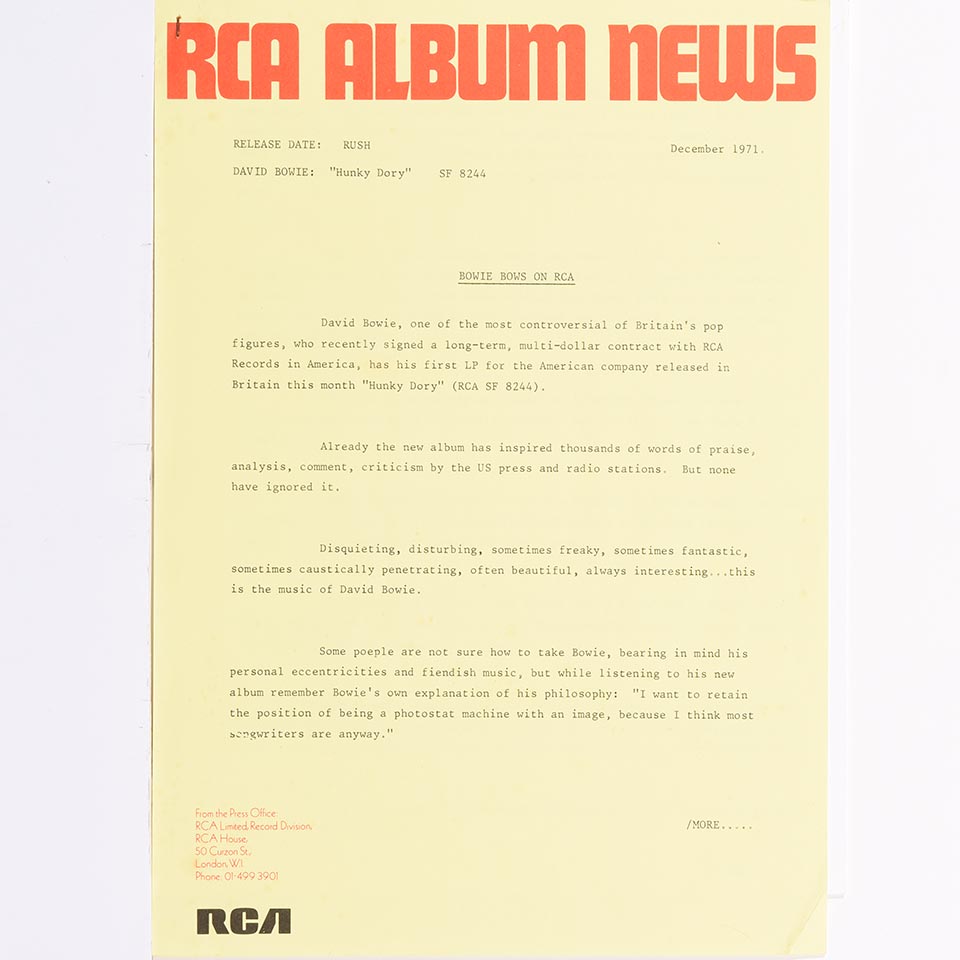 RCA ALBUM NEWS
RELEASE DATE: RUSH
December 1971.
DAVID BOWIE: "Hunky Dory" SF 8244
BOWIE BOWS ON RCA
David Bowie, one of the most controversial of Britain's pop
figures, who recently signed a long-term, multi-dollar contract with RCA
Records in America, has his first LP for the American company released in
Britain this month "Hunky Dory" (RCA SF 8244).
Already the new album has inspired thousands of words of praise,
analysis, comment, criticism by the US press and radio stations. But none
have ignored it.
Disquieting, disturbing, sometimes freaky, sometimes fantastic,
sometimes caustically penetrating, often beautiful, always interesting...this
is the music of David Bowie.
Some poeple are not sure how to take Bowie, bearing in mind his
personal eccentricities and fiendish music, but while listening to his new
album remember Bowie's own explanation of his philosophy: "I want to retain
the position of being a photostat machine with an image, because I think most
songwriters are anyway."
/MORE.....
From the Press Office:
RCA Limited, Record Division,
RCA House,
50 Curzon St.,
London, W1.
Phone: 01-499 3901
RCA